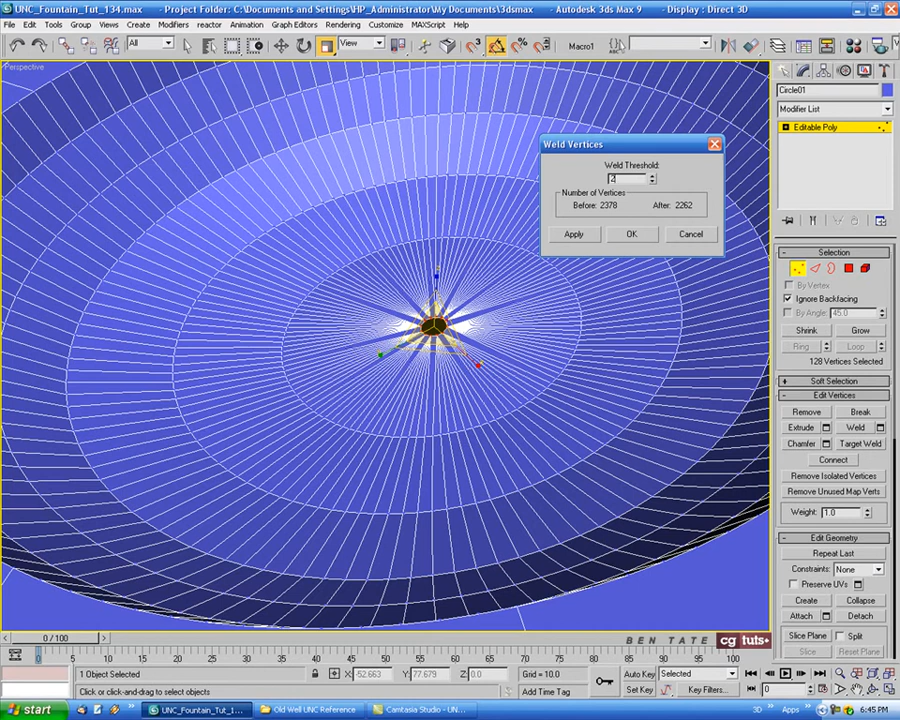 UNC_Fountain_Tut_134.max - Project Folder: C:\Documents and Settings\HP_Administrator\My Documents\3dsmax - Autodesk 3ds Max 9 - Display : Direct 3D
File Edit Tools Group Views Create Modifiers reactor Animation Graph Editors Rendering Customize MAXScript Help
All View Macro1
Perspective
Circle01
Modifier List
Editable Poly
Weld Vertices
Weld Threshold:
2
Number of Vertices
Before: 2378 After: 2262
Apply OK Cancel
Selection
By Vertex
Ignore Backfacing
By Angle: 45.0
Shrink Grow
Ring Loop
128 Vertices Selected
Soft Selection
Edit Vertices
Remove Break
Extrude Weld
Chamfer Target Weld
Connect
Remove Isolated Vertices
Remove Unused Map Verts
Weight: 1.0
Edit Geometry
Repeat Last
Constraints: None
Preserve UVs
Create Collapse
Attach Detach
Slice Plane Split
Slice Reset Plane
0 / 100
BEN TATE cg tuts+
0 5 10 15 20 25 30 35 40 45 50 55 60 65 70 75 80 85 90 95 100
1 Object Selected X: -52.663 Y: 77.679 Z: 0.0 Grid = 10.0 Auto Key Selected
Click or click-and-drag to select objects Add Time Tag Set Key Key Filters... 0
start UNC_Fountain_Tut_13... Old Well UNC Reference Camtasia Studio - UN... 3D Apps 6:45 PM